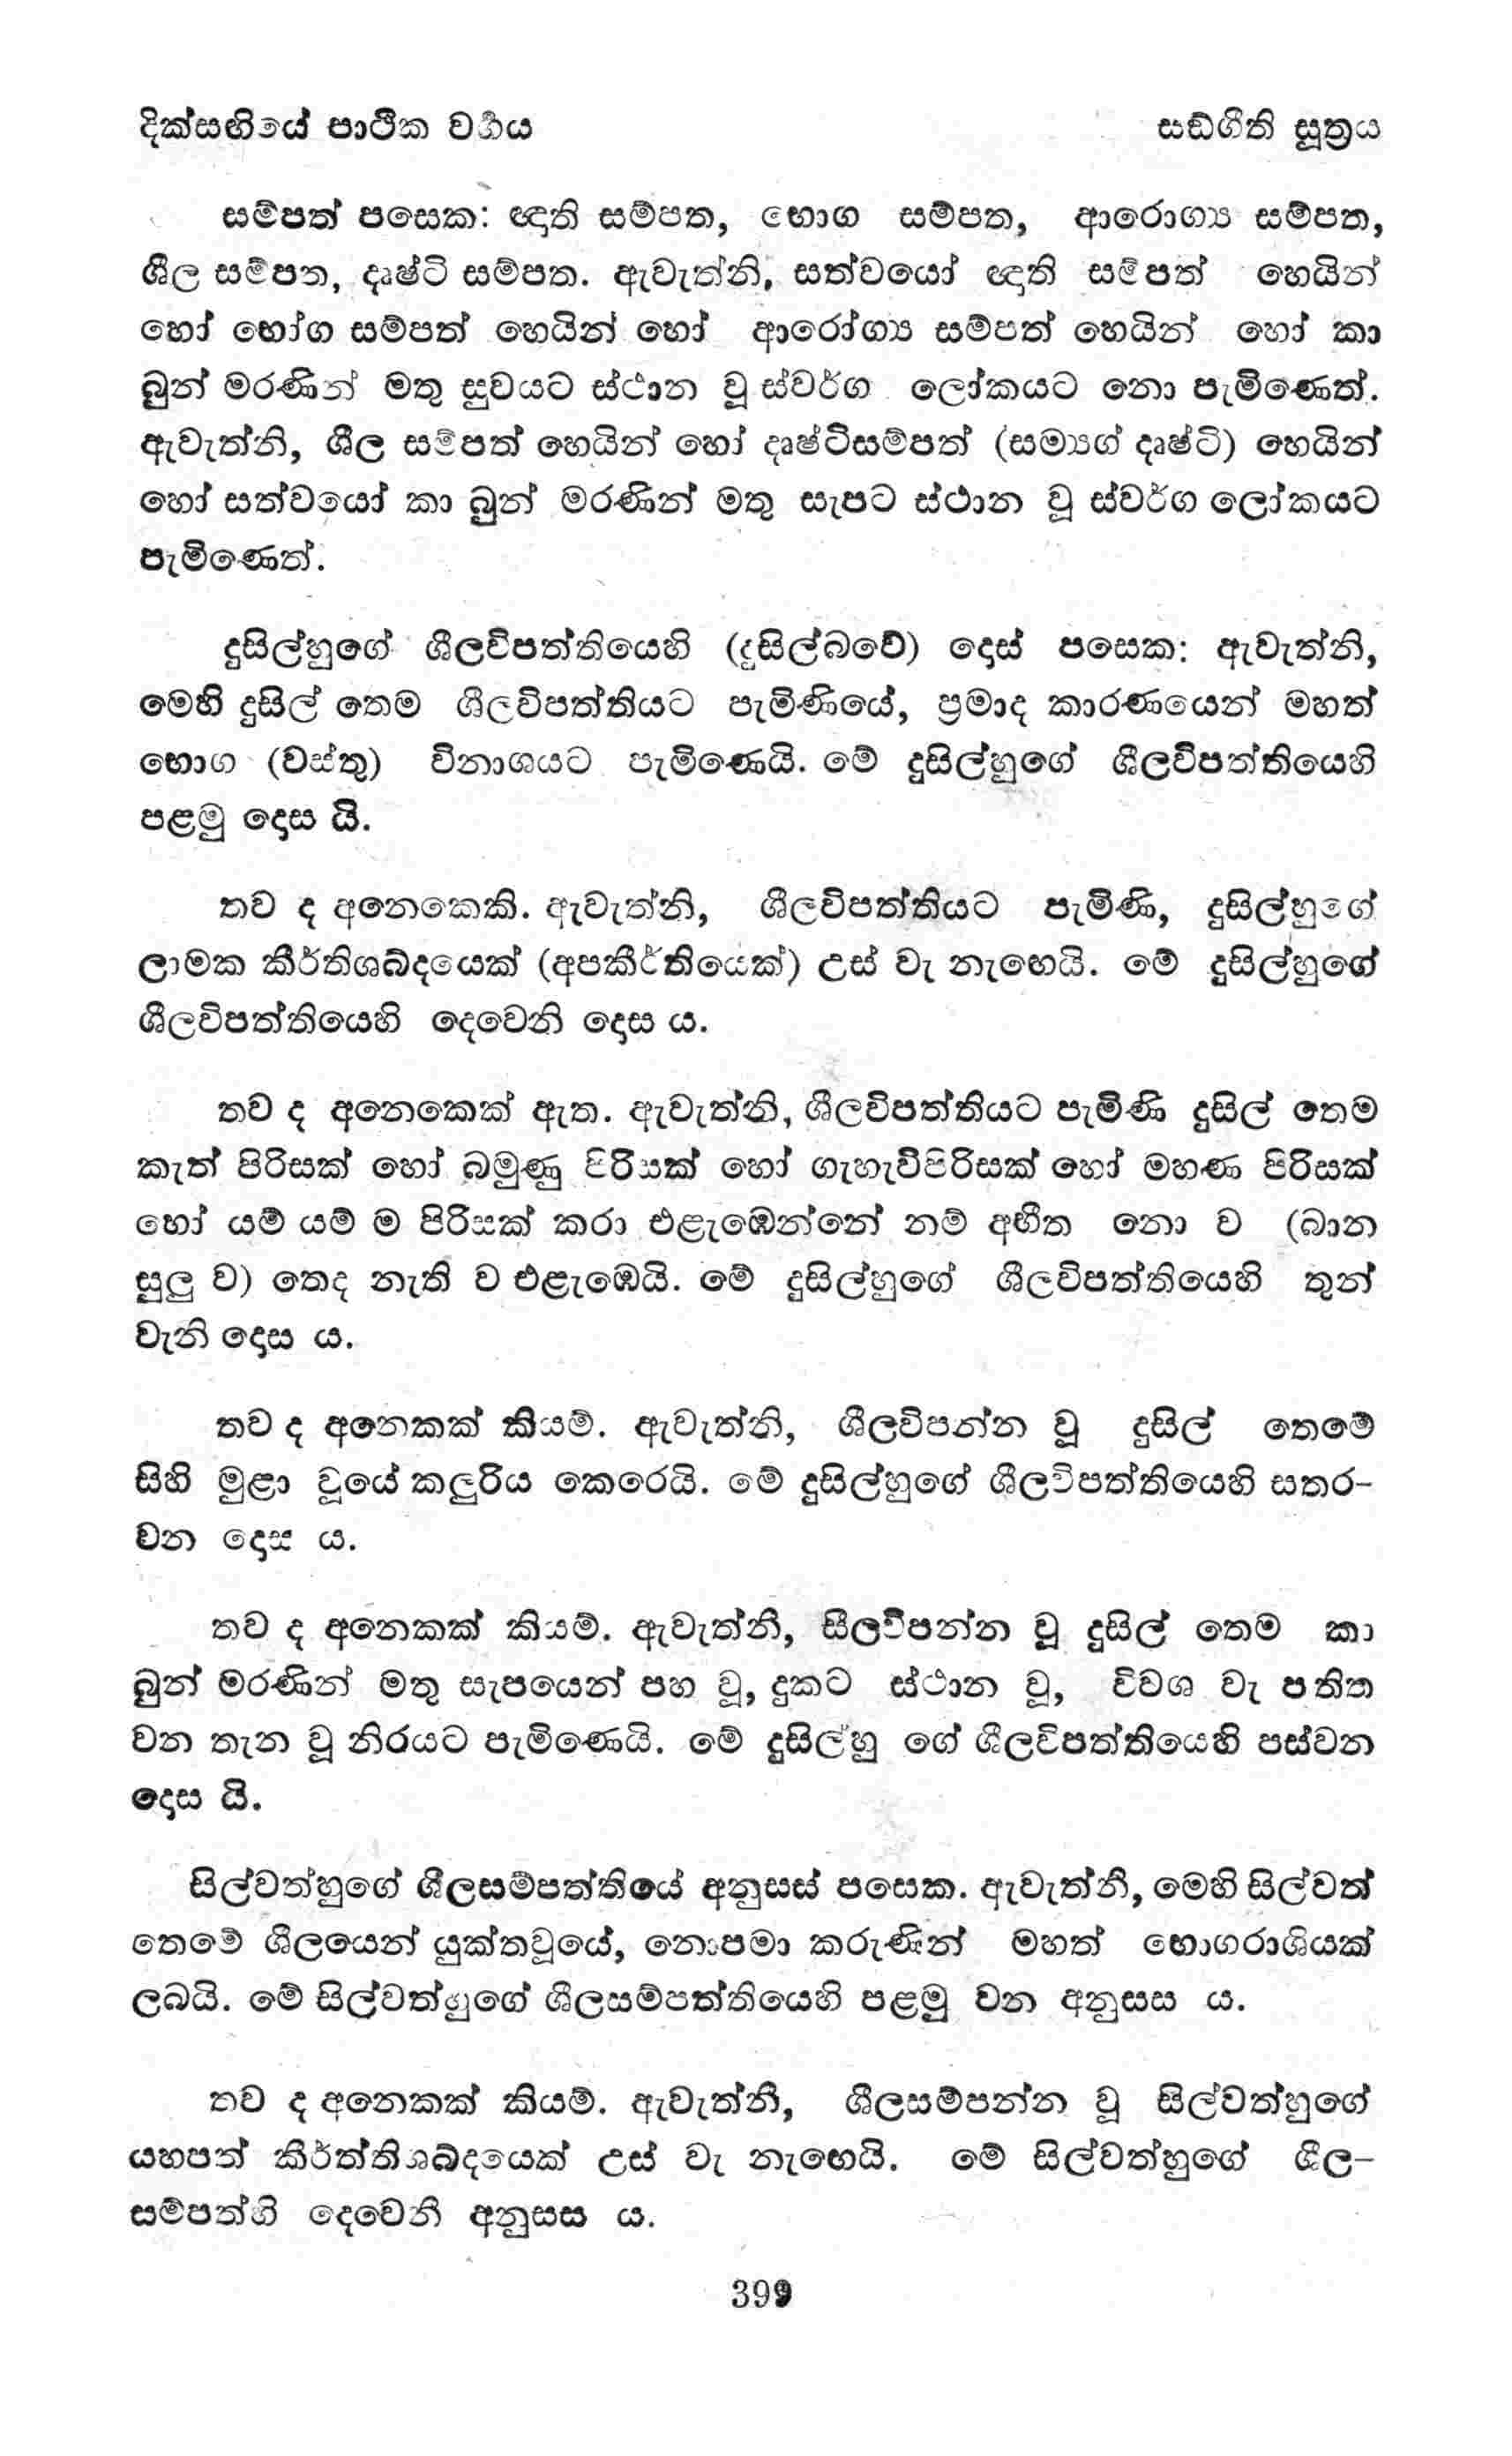 දික්සඟියේ පාථික වර්‍ගය
සඞ්ගීති සූත්‍රය
සම්පත් පසෙක: ඥාති සම්පත, භොග සම්පත, ආරොග්‍ය සම්පත,
ශීල සම්පත, දෘෂ්ටි සම්පත. ඇවැත්නි, සත්වයෝ ඥාති සම්පත් හෙයින්
හෝ භෝග සම්පත් හෙයින් හෝ ආරෝග්‍ය සම්පත් හෙයින් හෝ කා
බුන් මරණින් මතු සුවයට ස්ථාන වූ ස්වර්ග ලෝකයට නො පැමිණෙත්.
ඇවැත්නි, ශීල සම්පත් හෙයින් හෝ දෘෂ්ටිසම්පත් (සම්‍යග් දෘෂ්ටි) හෙයින්
හෝ සත්වයෝ කා බුන් මරණින් මතු සැපට ස්ථාන වූ ස්වර්ග ලෝකයට
පැමිණෙත්.
දුසිල්හුගේ ශීලවිපත්තියෙහි (දුසිල්බවේ) දොස් පසෙක: ඇවැත්නි,
මෙහි දුසිල් තෙම ශීලවිපත්තියට පැමිණියේ, ප්‍රමාද කාරණයෙන් මහත්
භොග (වස්තු) විනාශයට පැමිණෙයි. මේ දුසිල්හුගේ ශීලවිපත්තියෙහි
පළමු දොස යි.
තව ද අනෙකෙකි. ඇවැත්නි, ශීලවිපත්තියට පැමිණි, දුසිල්හුගේ
ලාමක කීර්තිශබ්දයෙක් (අපකීර්තියෙක්) උස් වැ නැඟෙයි. මේ දුසිල්හුගේ
ශීලවිපත්තියෙහි දෙවෙනි දොස ය.
තව ද අනෙකෙක් ඇත. ඇවැත්නි, ශීලවිපත්තියට පැමිණි දුසිල් තෙම
කැත් පිරිසක් හෝ බමුණු පිරිසක් හෝ ගැහැවිපිරිසක් හෝ මහණ පිරිසක්
හෝ යම් යම් ම පිරිසක් කරා එළැඹෙන්නේ නම් අභීත නො ව (බාන
සුලු ව) තෙද නැති ව එළැඹෙයි. මේ දුසිල්හුගේ ශීලවිපත්තියෙහි තුන්
වැනි දොස ය.
තව ද අනෙකක් කියම්. ඇවැත්නි, ශීලවිපන්න වූ දුසිල් තෙමේ
සිහි මුළා වූයේ කලුරිය කෙරෙයි. මේ දුසිල්හුගේ ශීලවිපත්තියෙහි සතර-
වන දොස ය.
තව ද අනෙකක් කියම්. ඇවැත්නී, සීලවිපන්න වූ දුසිල් තෙම කා
බුන් මරණින් මතු සැපයෙන් පහ වූ, දුකට ස්ථාන වූ, විවශ වැ පතිත
වන තැන වූ නිරයට පැමිණෙයි. මේ දුසිල්හු ගේ ශීලවිපත්තියෙහි පස්වන
දොස යි.
සිල්වත්හුගේ ශීලසම්පත්තියේ අනුසස් පසෙක. ඇවැත්නී, මෙහි සිල්වත්
තෙමේ ශීලයෙන් යුක්තවූයේ, නොපමා කරුණින් මහත් භොගරාශියක්
ලබයි. මේ සිල්වත්හුගේ ශීලසම්පත්තියෙහි පළමු වන අනුසස ය.
තව ද අනෙකක් කියම්. ඇවැත්නී, ශීලසම්පන්න වූ සිල්වත්හුගේ
යහපත් කීර්ත්තිශබ්දයෙක් උස් වැ නැඟෙයි. මේ සිල්වත්හුගේ ශීල-
සම්පත්හි දෙවෙනි අනුසස ය.
399